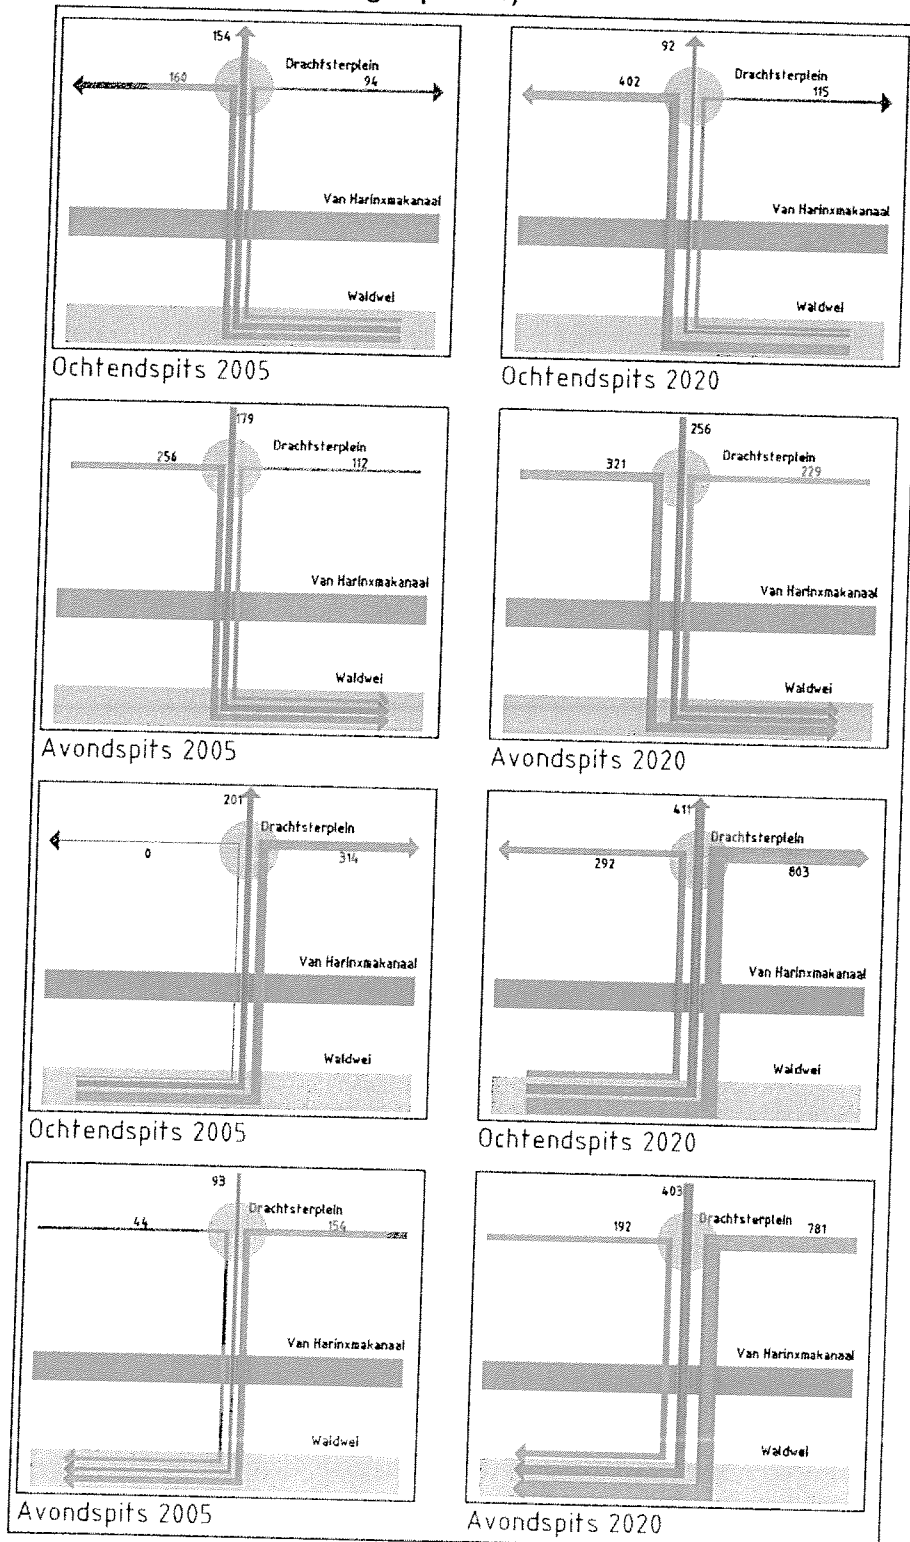 154
Drachtsterplein
160
94
Van Harinxmakanaal
Waldwei
Ochtendspits 2005
92
Drachtsterplein
402
115
Van Harinxmakanaal
Waldwei
Ochtendspits 2020
179
Drachtsterplein
256
112
Van Harinxmakanaal
Waldwei
Avondspits 2005
256
Drachtsterplein
321
229
Van Harinxmakanaal
Waldwei
Avondspits 2020
201
Drachtsterplein
0
314
Van Harinxmakanaal
Waldwei
Ochtendspits 2005
411
Drachtsterplein
292
803
Van Harinxmakanaal
Waldwei
Ochtendspits 2020
93
Drachtsterplein
44
154
Van Harinxmakanaal
Waldwei
Avondspits 2005
403
Drachtsterplein
192
781
Van Harinxmakanaal
Waldwei
Avondspits 2020